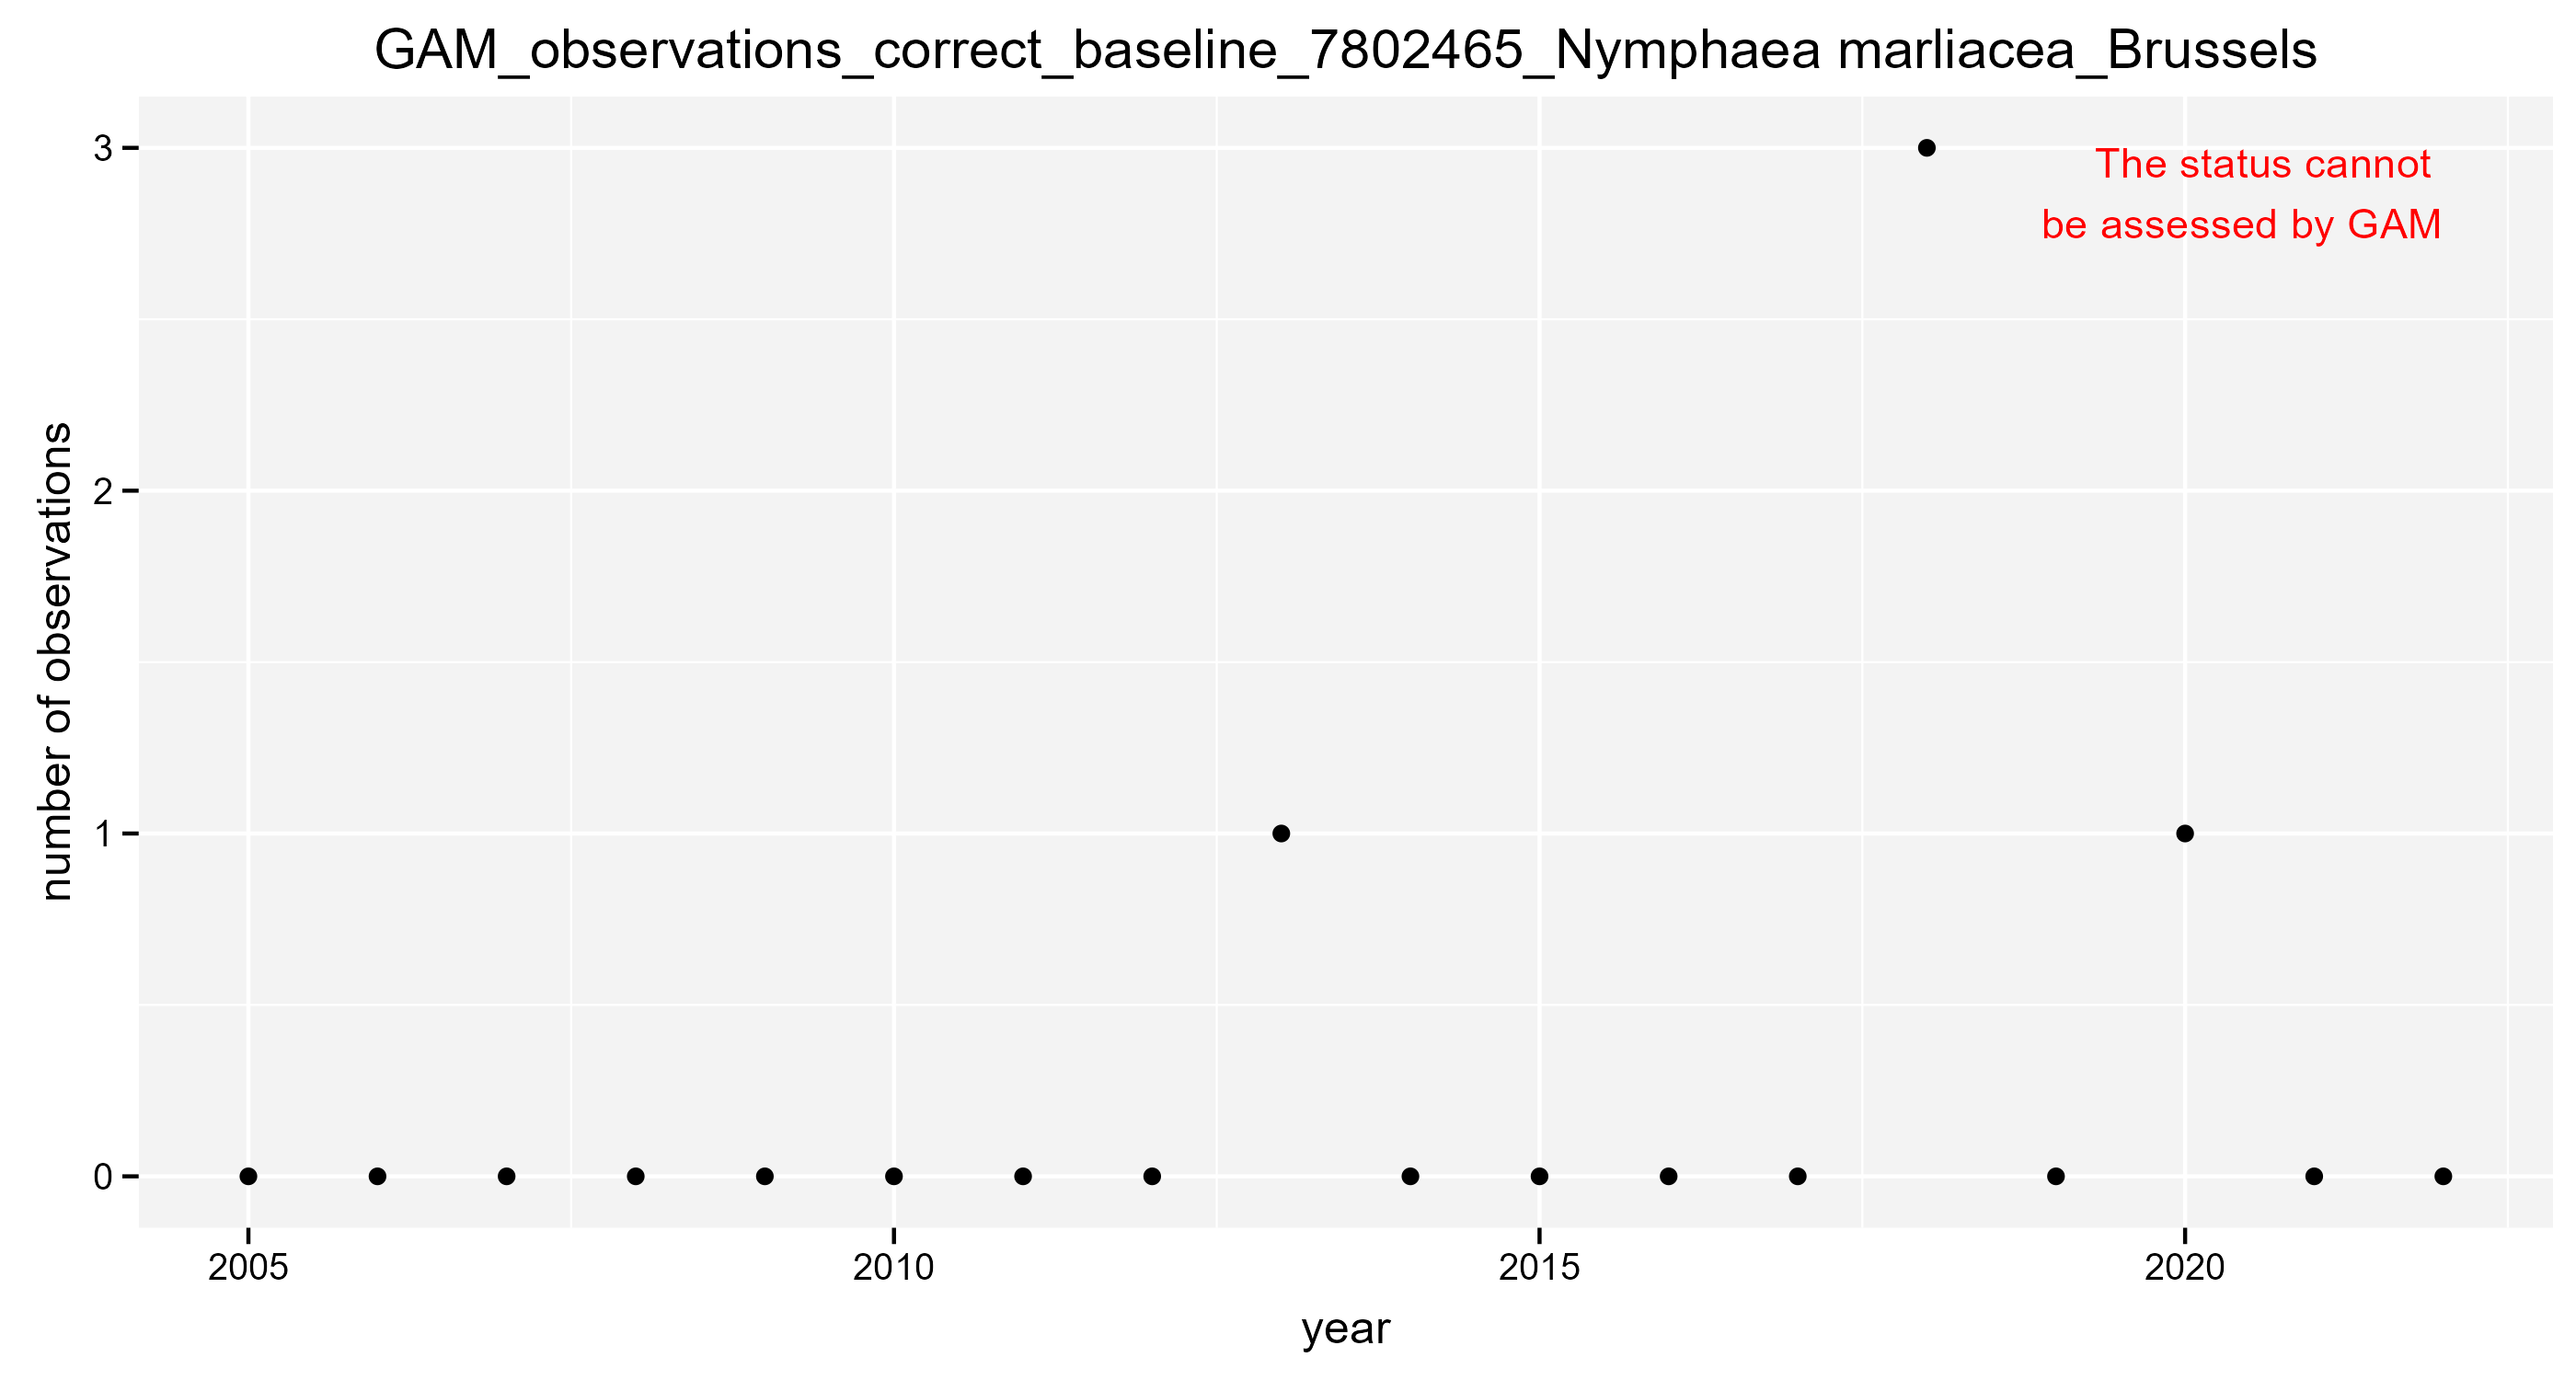 GAM_observations_correct_baseline_7802465_Nymphaea marliacea_Brussels
3
The status cannot
be assessed by GAM
2
number of observations
1
0
2005 2010 2015 2020
year